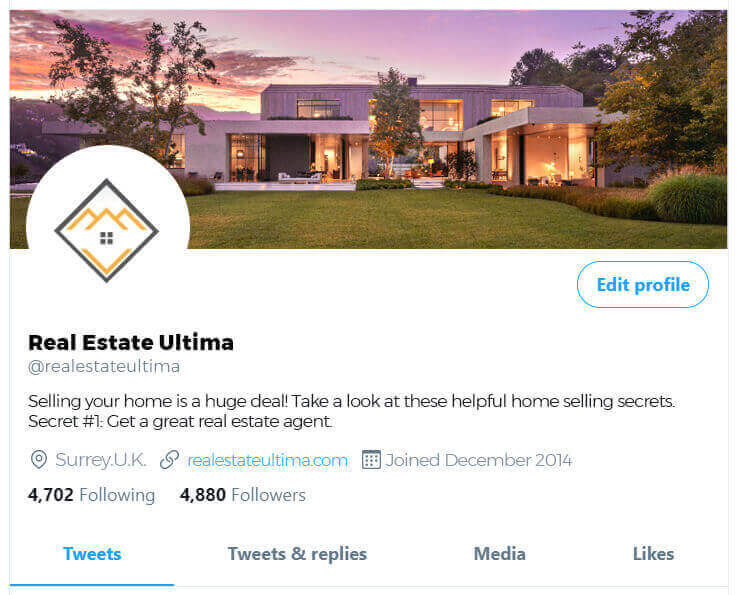 Edit profile
Real Estate Ultima
@realestateultima
Selling your home is a huge deal! Take a look at these helpful home selling secrets.
Secret #1: Get a great real estate agent.
Surrey.U.K. realestateultima.com Joined December 2014
4,702 Following 4,880 Followers
Tweets Tweets & replies Media Likes